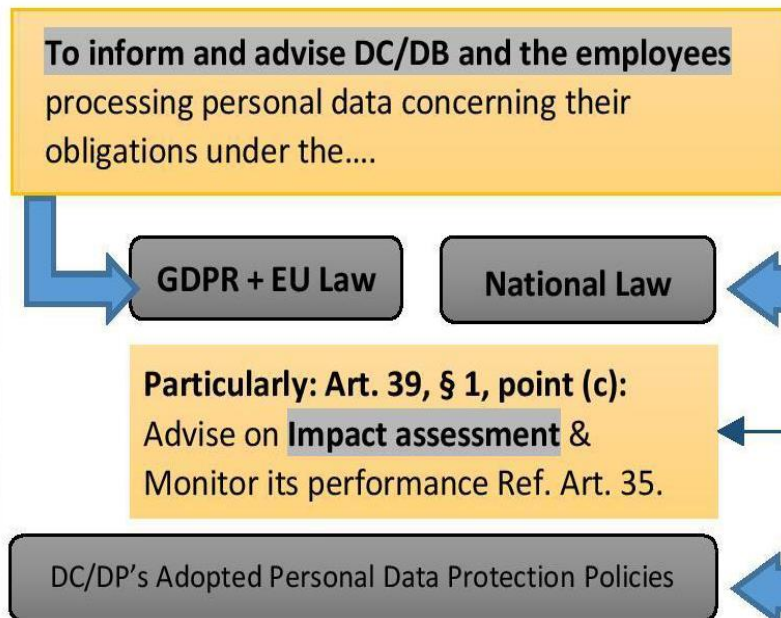 To inform and advise DC/DB and the employees
processing personal data concerning their
obligations under the....
GDPR + EU Law
National Law
Particularly: Art. 39, § 1, point (c):
Advise on Impact assessment &
Monitor its performance Ref. Art. 35.
DC/DP's Adopted Personal Data Protection Policies